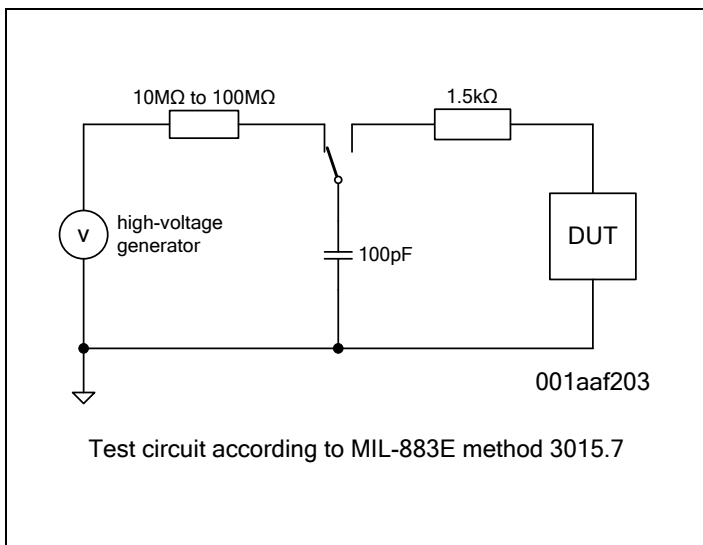 10MΩ to 100MΩ
1.5kΩ
V
high-voltage
generator
100pF
DUT
001aaf203
Test circuit according to MIL-883E method 3015.7